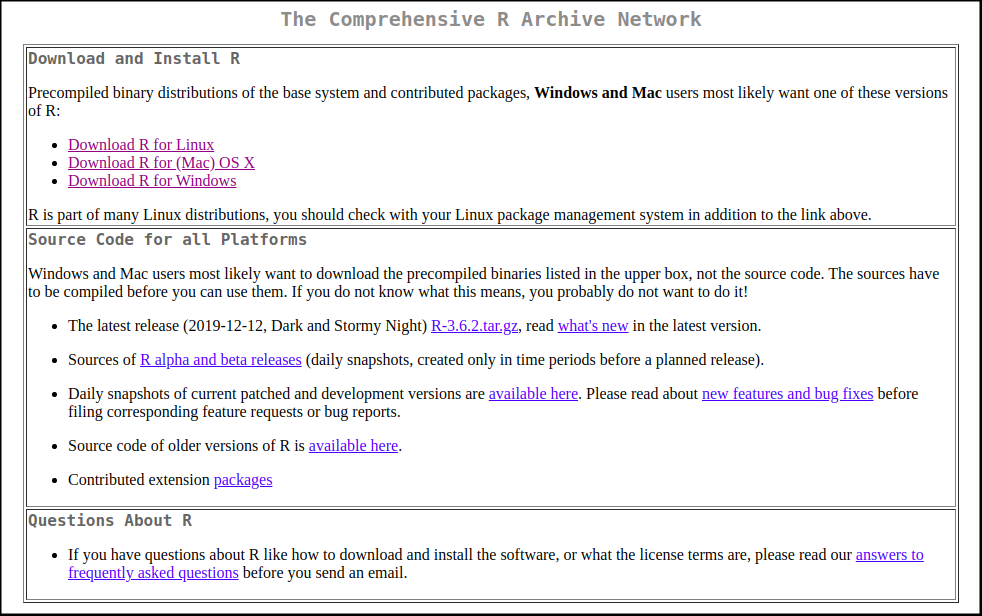 The Comprehensive R Archive Network
Download and Install R
Precompiled binary distributions of the base system and contributed packages, Windows and Mac users most likely want one of these versions
of R:
Download R for Linux
Download R for (Mac) OS X
Download R for Windows
R is part of many Linux distributions, you should check with your Linux package management system in addition to the link above.
Source Code for all Platforms
Windows and Mac users most likely want to download the precompiled binaries listed in the upper box, not the source code. The sources have
to be compiled before you can use them. If you do not know what this means, you probably do not want to do it!
The latest release (2019-12-12, Dark and Stormy Night) R-3.6.2.tar.gz, read what's new in the latest version.
Sources of R alpha and beta releases (daily snapshots, created only in time periods before a planned release).
Daily snapshots of current patched and development versions are available here. Please read about new features and bug fixes before
filing corresponding feature requests or bug reports.
Source code of older versions of R is available here.
Contributed extension packages
Questions About R
If you have questions about R like how to download and install the software, or what the license terms are, please read our answers to
frequently asked questions before you send an email.